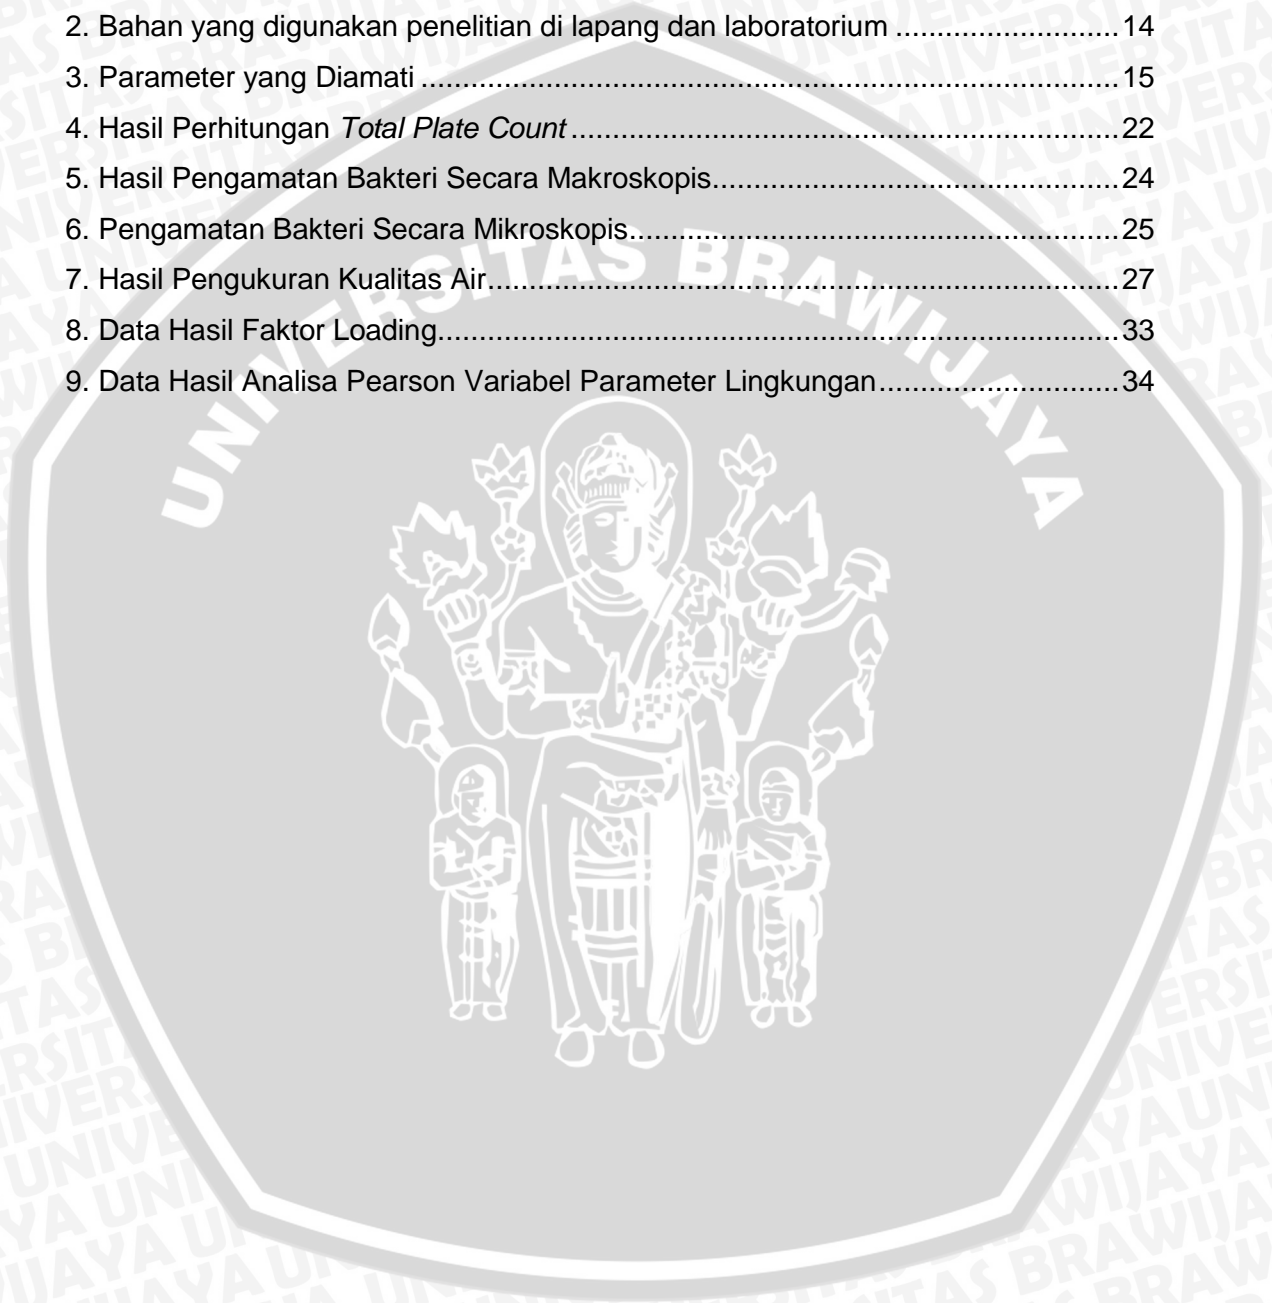 2. Bahan yang digunakan penelitian di lapang dan laboratorium ............................14
3. Parameter yang Diamati ........................................................................................15
4. Hasil Perhitungan Total Plate Count .....................................................................22
5. Hasil Pengamatan Bakteri Secara Makroskopis...................................................24
6. Pengamatan Bakteri Secara Mikroskopis.............................................................25
7. Hasil Pengukuran Kualitas Air...............................................................................27
8. Data Hasil Faktor Loading.....................................................................................33
9. Data Hasil Analisa Pearson Variabel Parameter Lingkungan..............................34
UNIVERSITAS BRAWIJAYA